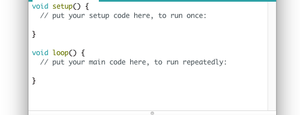 void setup() {
  // put your setup code here, to run once:

}

void loop() {
  // put your main code here, to run repeatedly:

}